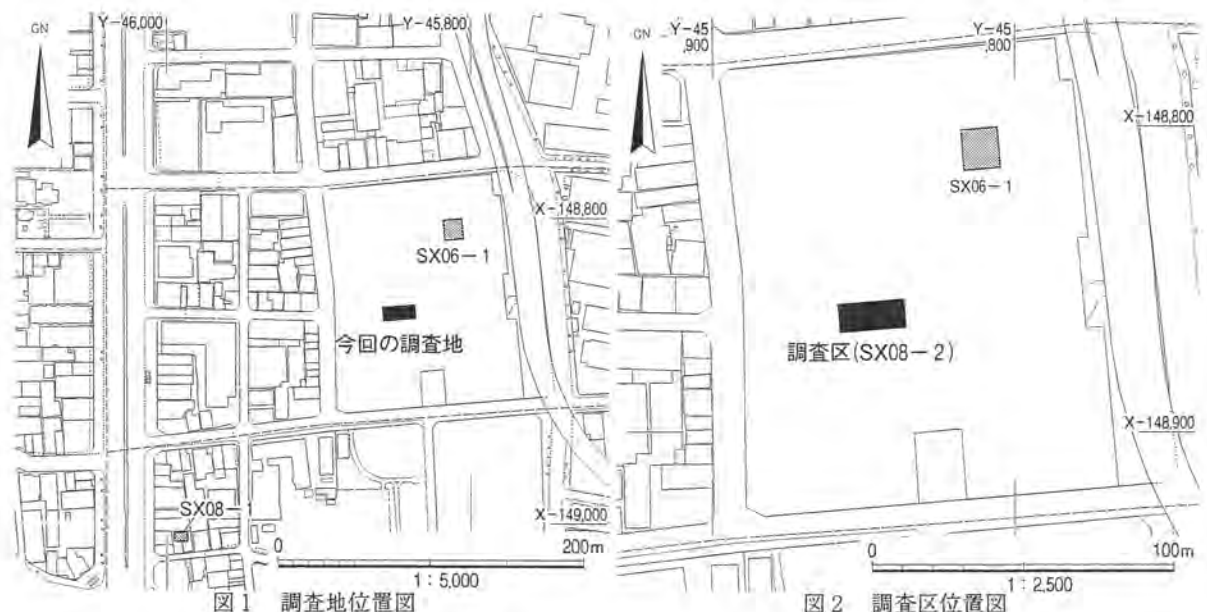 GN
Y-46,000
Y-45,800
X-148,800
SX06-1
今回の調査地
SX08-1
X-149,000
0
200m
1:5,000
図1 調査地位置図
GN
Y-45
,900
Y-45
,800
X-148,800
SX06-1
調査区(SX08-2)
X-148,900
0
100m
1:2,500
図2 調査区位置図